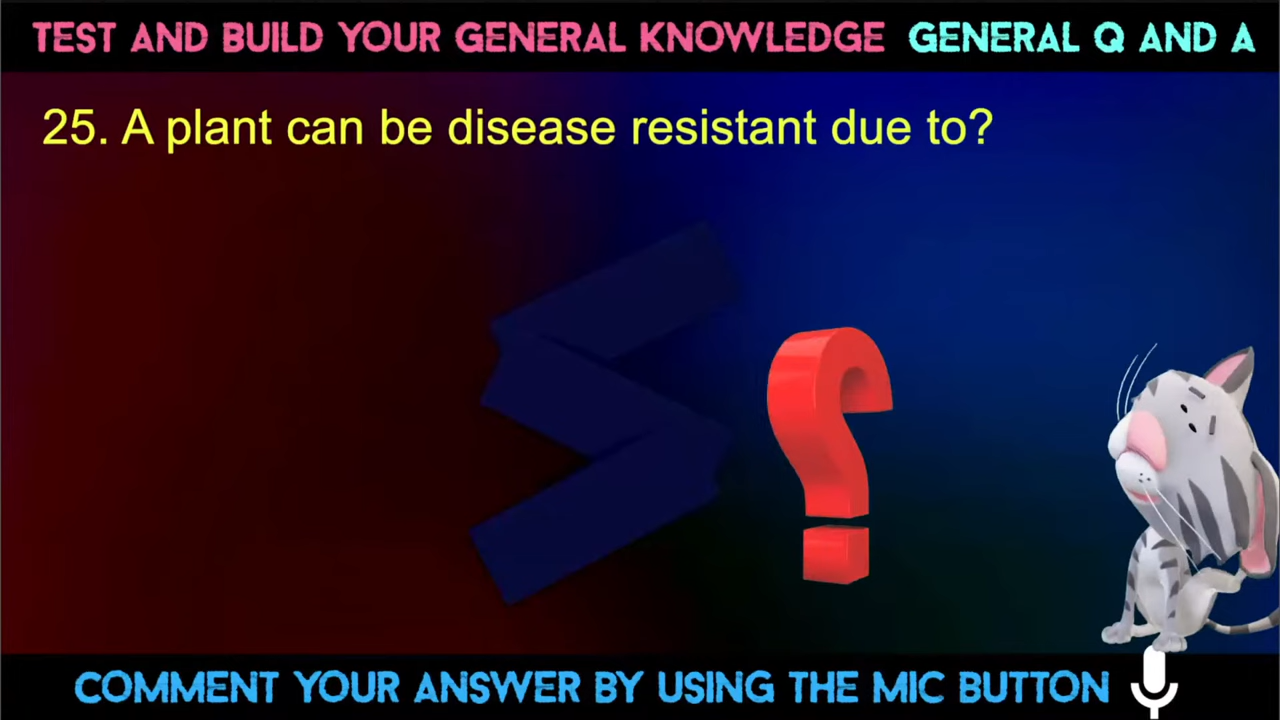 TEST AND BUILD YOUR GENERAL KNOWLEDGE GENERAL Q AND A
25. A plant can be disease resistant due to?
COMMENT YOUR ANSWER BY USING THE MIC BUTTON